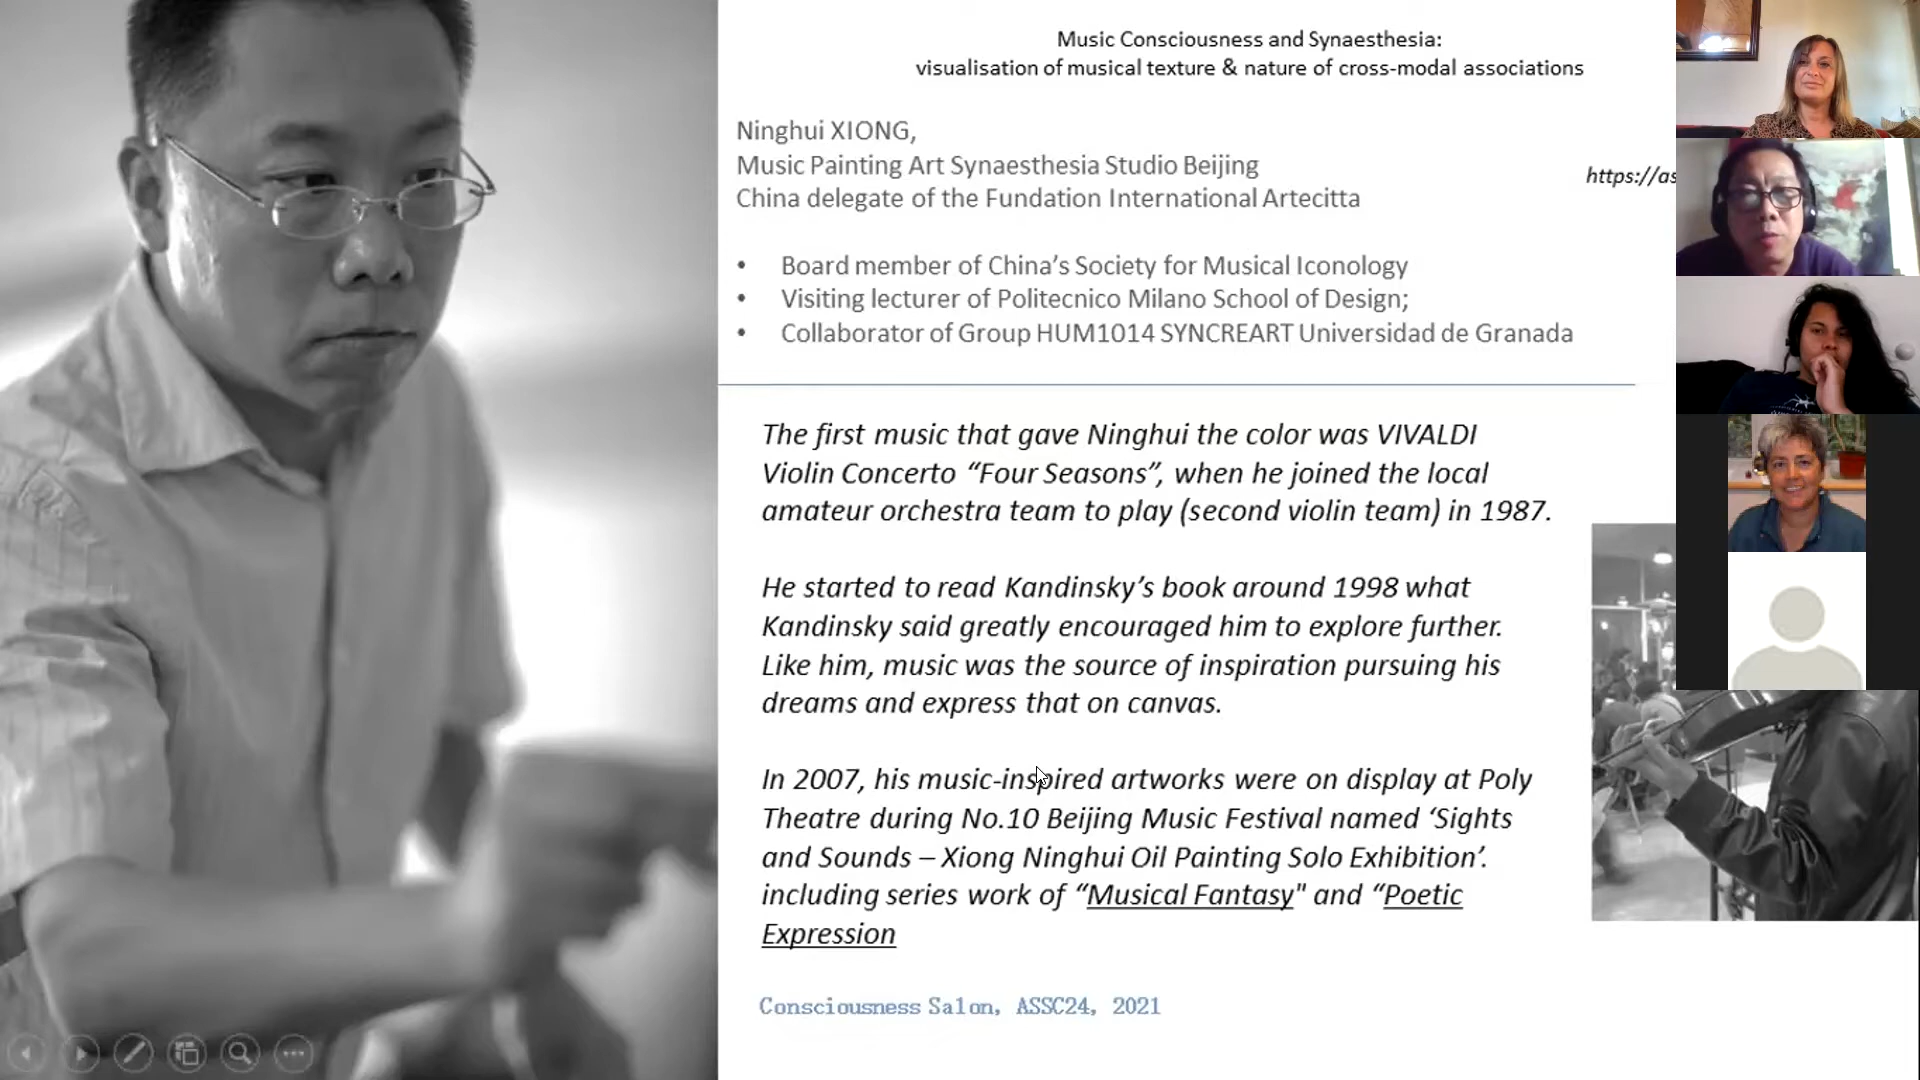 Music Consciousness and Synaesthesia:
visualisation of musical texture & nature of cross-modal associations
Ninghui XIONG,
Music Painting Art Synaesthesia Studio Beijing
China delegate of the Fundation International Artecitta
https://as
• Board member of China’s Society for Musical Iconology
• Visiting lecturer of Politecnico Milano School of Design;
• Collaborator of Group HUM1014 SYNCREART Universidad de Granada
The first music that gave Ninghui the color was VIVALDI
Violin Concerto “Four Seasons”, when he joined the local
amateur orchestra team to play (second violin team) in 1987.
He started to read Kandinsky’s book around 1998 what
Kandinsky said greatly encouraged him to explore further.
Like him, music was the source of inspiration pursuing his
dreams and express that on canvas.
In 2007, his music-inspired artworks were on display at Poly
Theatre during No.10 Beijing Music Festival named ‘Sights
and Sounds – Xiong Ninghui Oil Painting Solo Exhibition’.
including series work of “Musical Fantasy" and “Poetic
Expression
Consciousness Salon, ASSC24, 2021